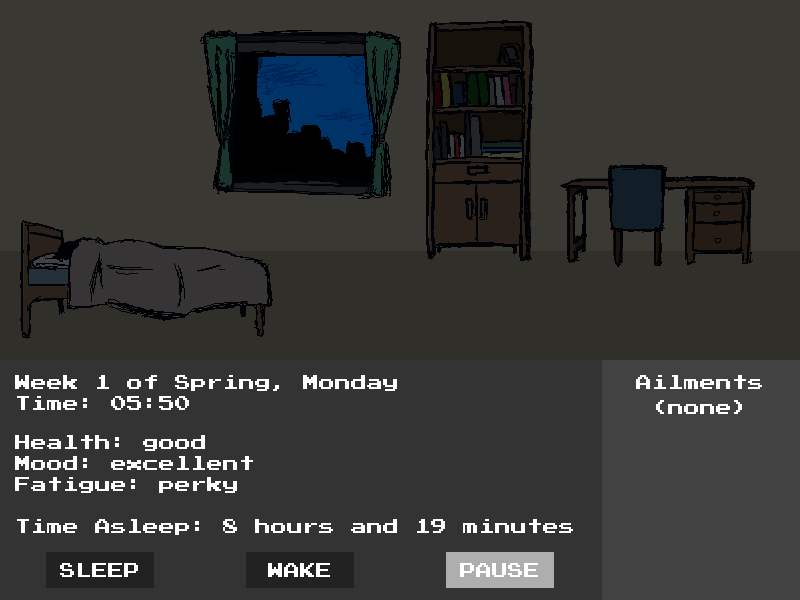 Week 1 of Spring, Monday
Time: 05:50
Health: good
Mood: excellent
Fatigue: perky
Time Asleep: 8 hours and 19 minutes
SLEEP WAKE PAUSE
Ailments
(none)